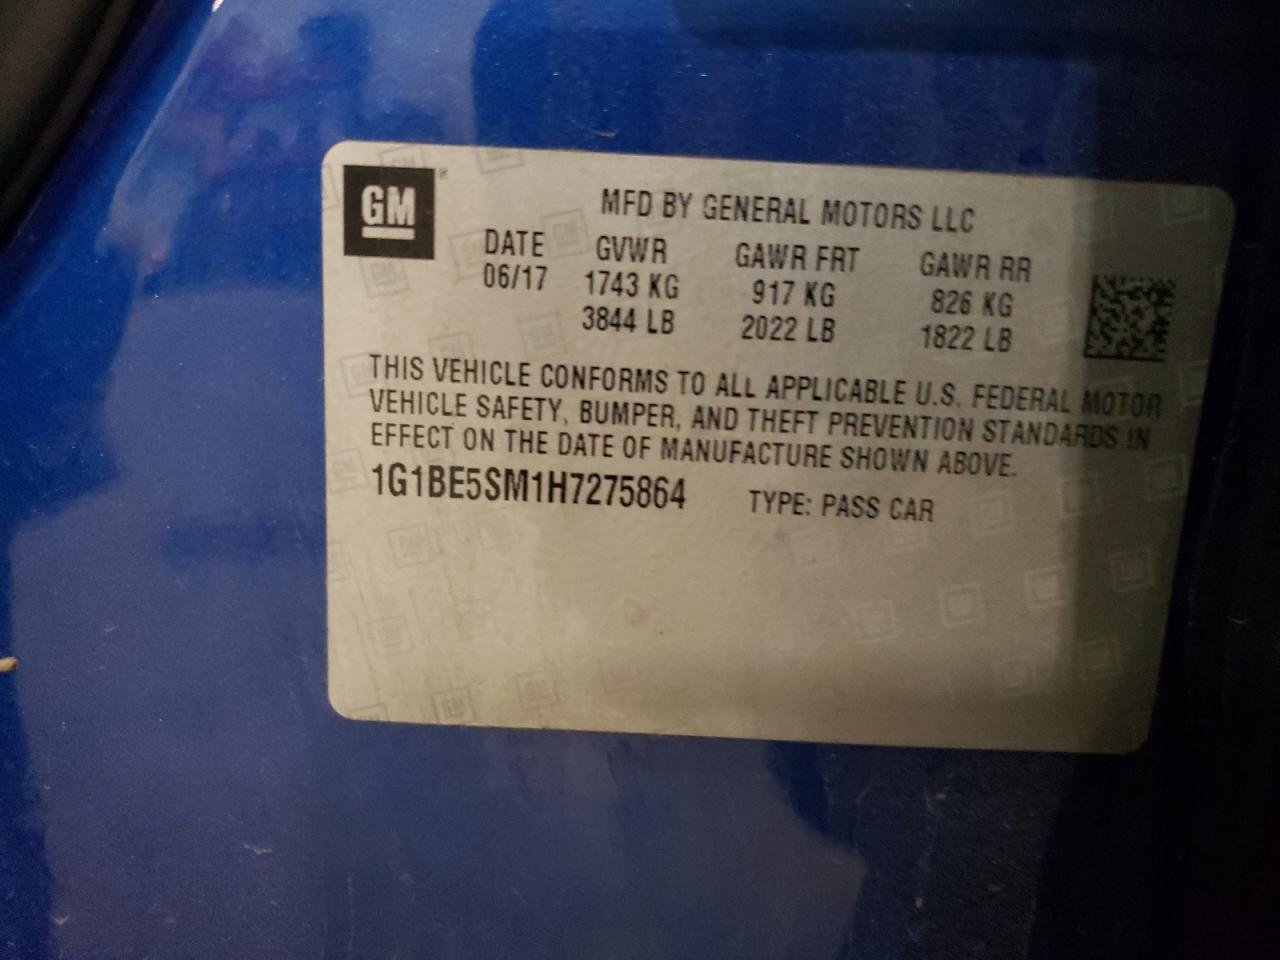 GM
MFD BY GENERAL MOTORS LLC
DATE GVWR GAWR FRT GAWR RR
06/17 1743 KG 917 KG 826 KG
3844 LB 2022 LB 1822 LB
THIS VEHICLE CONFORMS TO ALL APPLICABLE U.S. FEDERAL MOTOR
VEHICLE SAFETY, BUMPER, AND THEFT PREVENTION STANDARDS IN
EFFECT ON THE DATE OF MANUFACTURE SHOWN ABOVE.
1G1BE5SM1H7275864 TYPE: PASS CAR